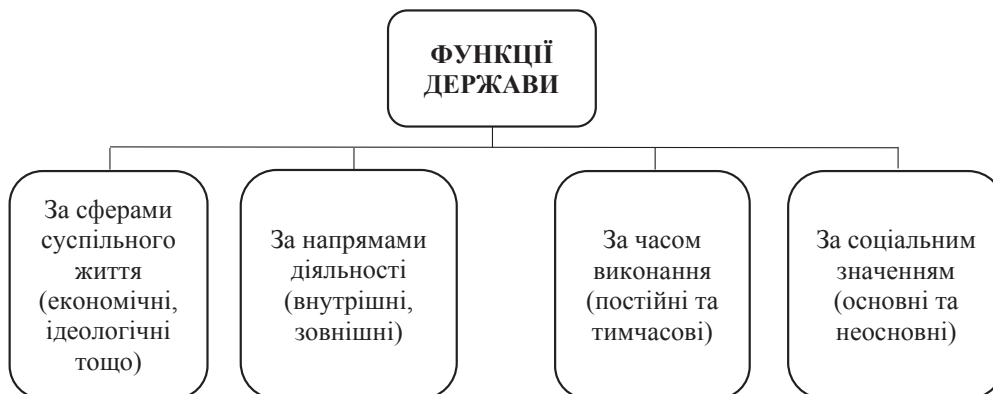 ФУНКЦІЇ
ДЕРЖАВИ
За сферами
суспільного
життя
(економічні,
ідеологічні
тощо)
За напрямами
діяльності
(внутрішні,
зовнішні)
За часом
виконання
(постійні та
тимчасові)
За соціальним
значенням
(основні та
неосновні)